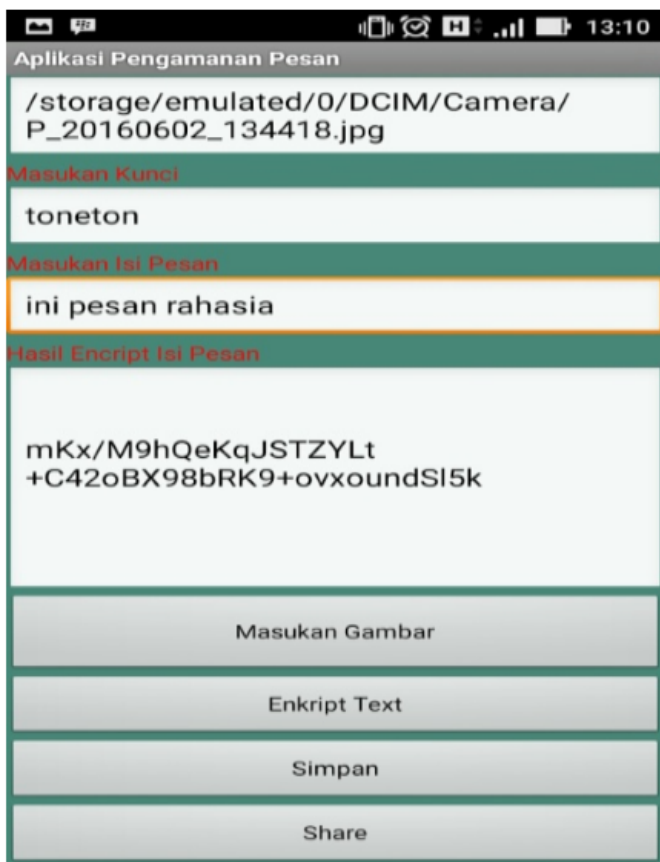 H 13:10
Aplikasi Pengamanan Pesan
/storage/emulated/0/DCIM/Camera/
P_20160602_134418.jpg
Masukan Kunci
toneton
Masukan Isi Pesan
ini pesan rahasia
Hasil Encript Isi Pesan
mKx/M9hQeKqJSTZYLt
+C42oBX98bRK9+ovxoundSl5k
Masukan Gambar
Enkript Text
Simpan
Share